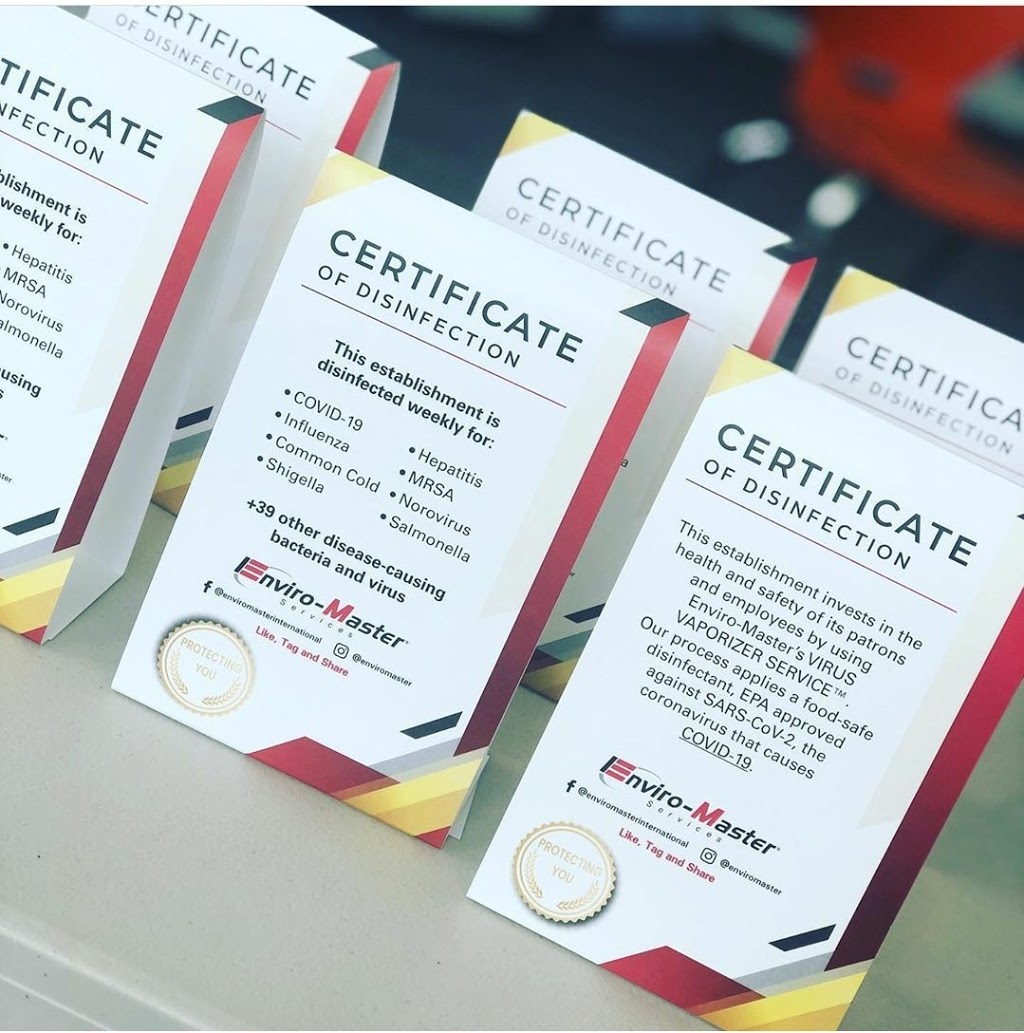 CERTIFICATE
OF DISINFECTION
TIFICATE
weekly for:
is
• Hepatitis
• MRSA
Norovirus
CERTIFICATE
OF DISINFECTION
This establishment is
disinfected weekly for:
• COVID-19
• Influenza
• Common Cold
• Shigella
• Hepatitis
• MRSA
• Norovirus
• Salmonella
+39 other disease-causing
bacteria and virus
Enviro-Master®
Services
@enviromasterinternational
@enviromaster
Like, Tag and Share
PROTECTING
YOU
CERTIFICATE
OF DISINFECTION
CERTIFICATE
OF DISINFECTION
This establishment invests in the
health and safety of its patrons
and employees by using
Enviro-Master's VIRUS
VAPORIZER SERVICE™.
Our process applies a food-safe
disinfectant, EPA approved
against SARS-CoV-2, the
coronavirus that causes
COVID-19.
Enviro-Master®
Services
@enviromasterinternational
@enviromaster
Like, Tag and Share
PROTECTING
YOU
CERTIFICA
OF DISINFECTION